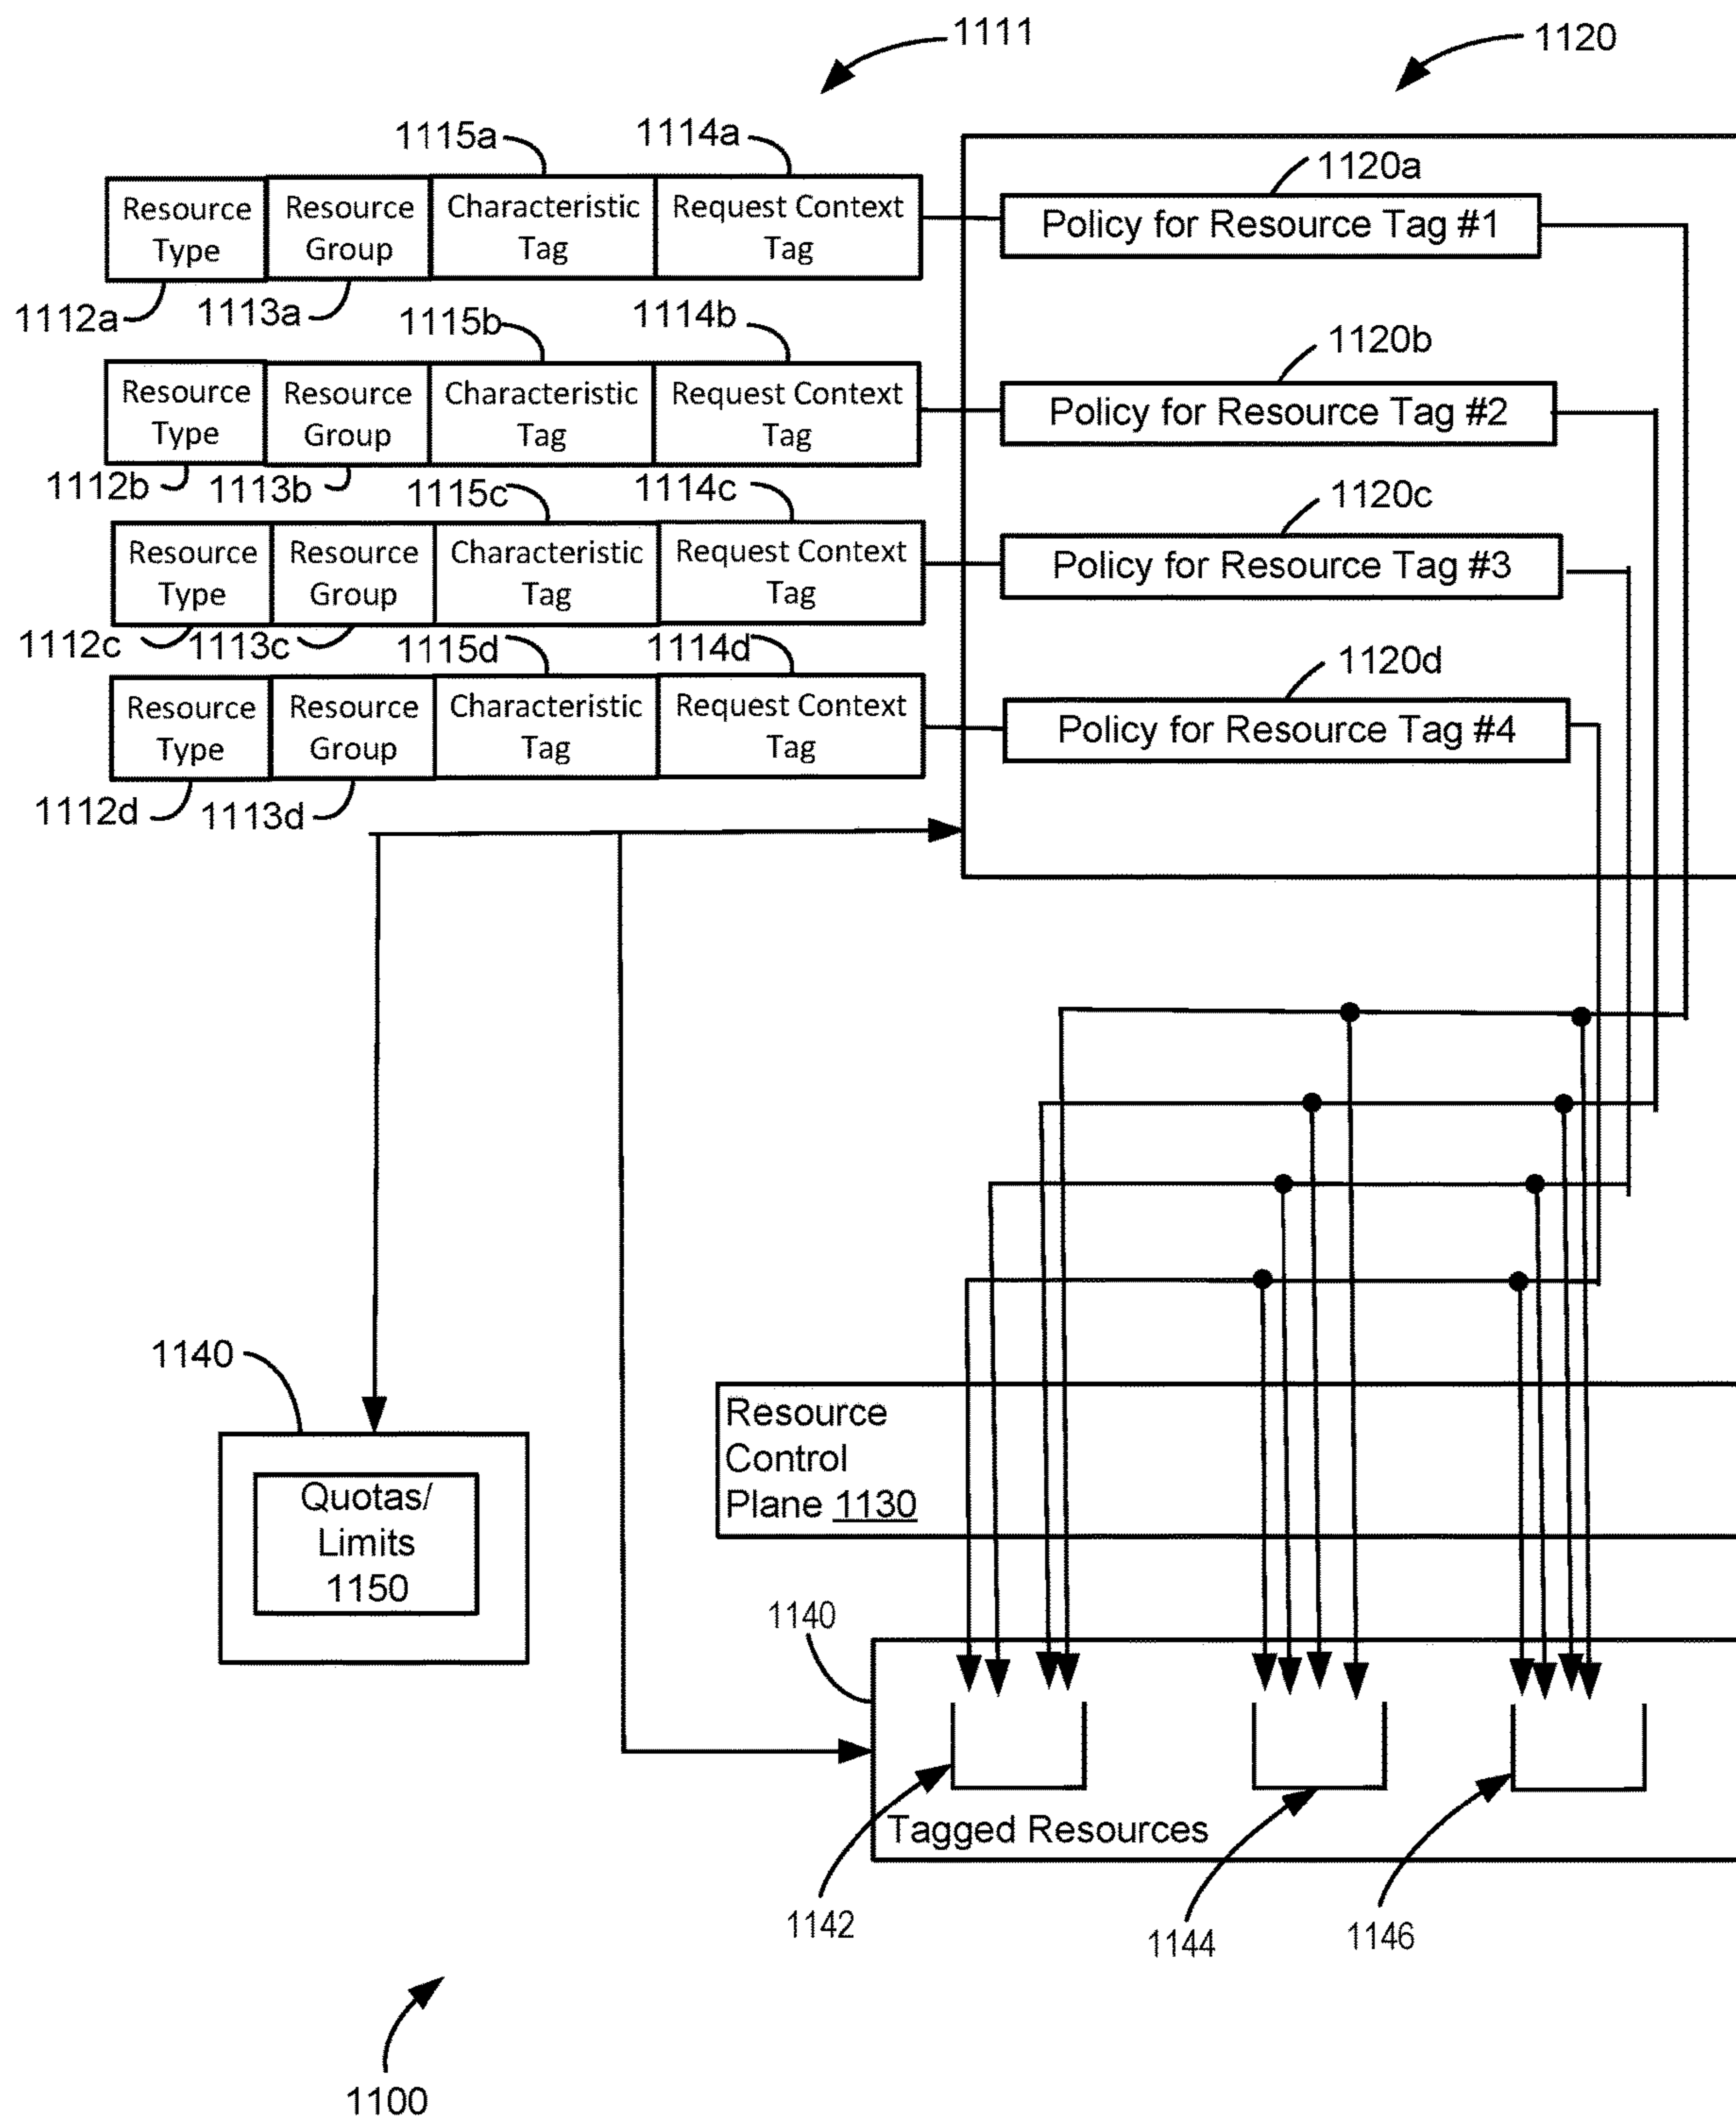 1111
1120
1115a
1114a
1120a
Resource Type
Resource Group
Characteristic Tag
Request Context Tag
Policy for Resource Tag #1
1112a
1113a
1115b
1114b
1120b
Resource Type
Resource Group
Characteristic Tag
Request Context Tag
Policy for Resource Tag #2
1112b
1113b
1115c
1114c
1120c
Resource Type
Resource Group
Characteristic Tag
Request Context Tag
Policy for Resource Tag #3
1112c
1113c
1115d
1114d
1120d
Resource Type
Resource Group
Characteristic Tag
Request Context Tag
Policy for Resource Tag #4
1112d
1113d
1140
Quotas/
Limits
1150
Resource
Control
Plane 1130
1140
Tagged Resources
1142
1144
1146
1100